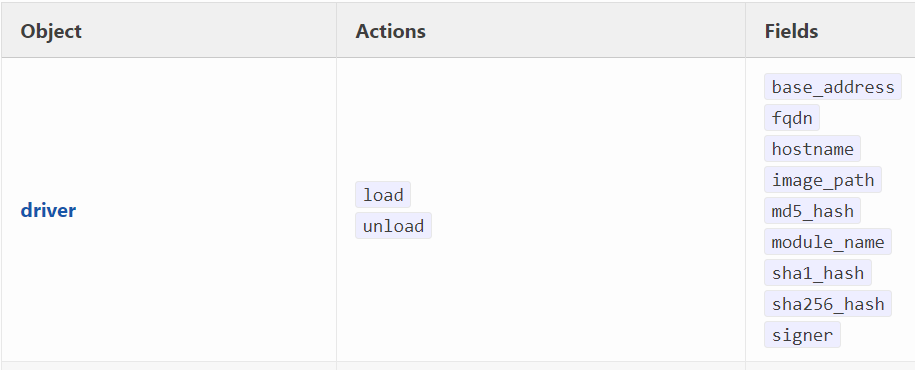 Object Actions Fields
driver
load
unload
base_address
fqdn
hostname
image_path
md5_hash
module_name
sha1_hash
sha256_hash
signer